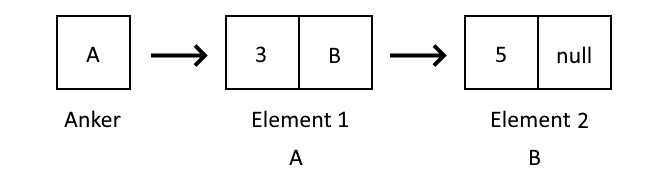 A 3 B 5 null
Anker Element 1 Element 2
A B